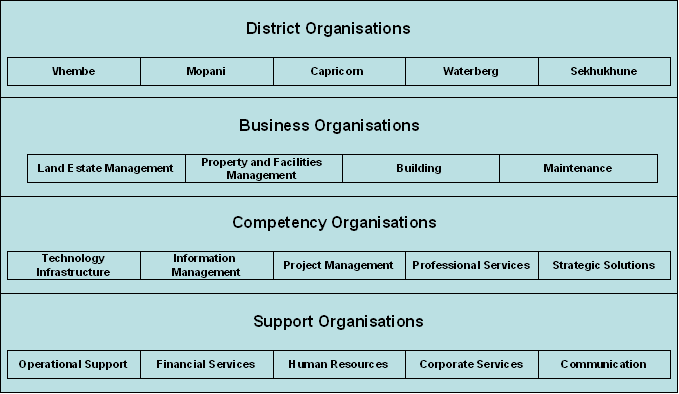 District Organisations
Vhembe
Mopani
Capricorn
Waterberg
Sekhukhune
Business Organisations
Land Estate Management
Property and Facilities
Management
Building
Maintenance
Competency Organisations
Technology
Infrastructure
Information
Management
Project Management
Professional Services
Strategic Solutions
Support Organisations
Operational Support
Financial Services
Human Resources
Corporate Services
Communication